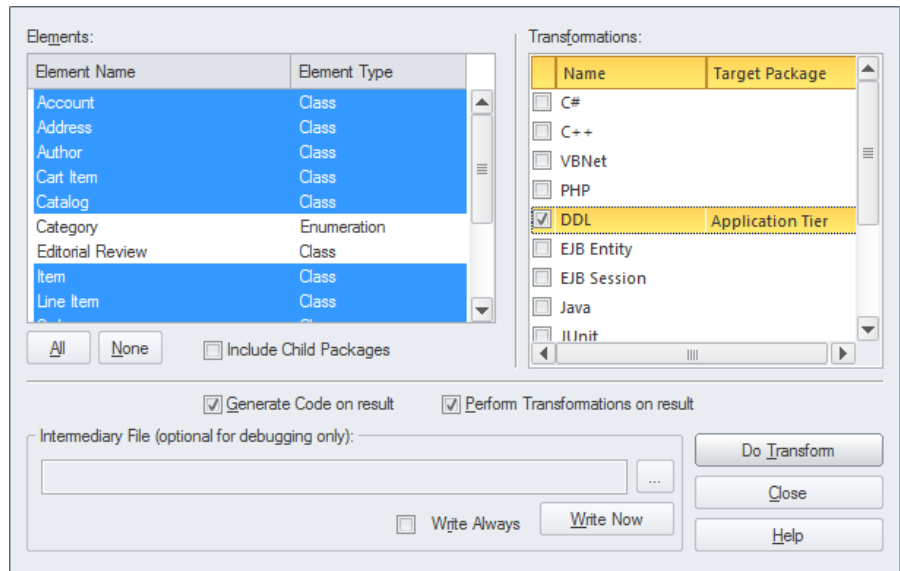 Elements:
Element Name Element Type
Account Class
Address Class
Author Class
Cart Item Class
Catalog Class
Category Enumeration
Editorial Review Class
Item Class
Line Item Class
All None Include Child Packages
Transformations:
Name Target Package
C#
C++
VBNet
PHP
DDL Application Tier
EJB Entity
EJB Session
Java
JUnit
Generate Code on result Perform Transformations on result
Intermediary File (optional for debugging only):
...
Write Always Write Now
Do Transform
Close
Help